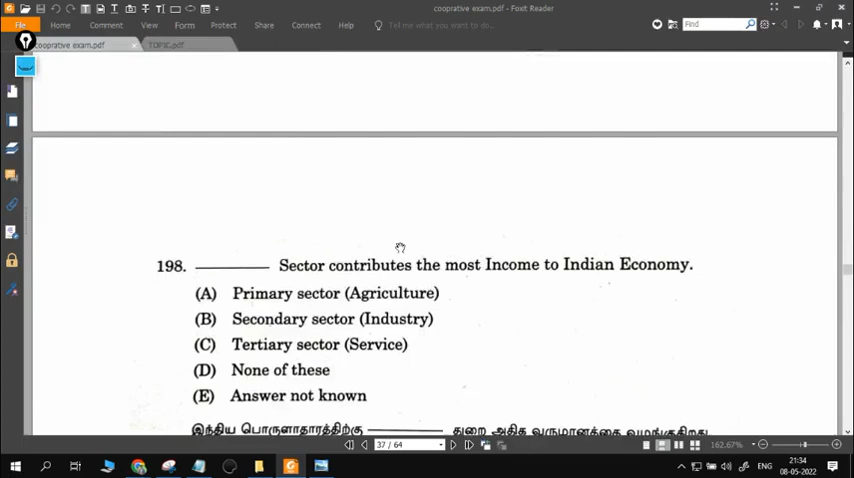 cooprative exam.pdf - Foxit Reader
File Home Comment View Form Protect Share Connect Help Tell me what you want to do... Find
cooprative exam.pdf TOPIC.pdf
198. ________ Sector contributes the most Income to Indian Economy.
(A) Primary sector (Agriculture)
(B) Secondary sector (Industry)
(C) Tertiary sector (Service)
(D) None of these
(E) Answer not known
இந்திய பொருளாதாரத்திற்கு ________ துறை அதிக வருமானத்தை வழங்குகிறது
37 / 64 162.67%
ENG 21:34
08-05-2022